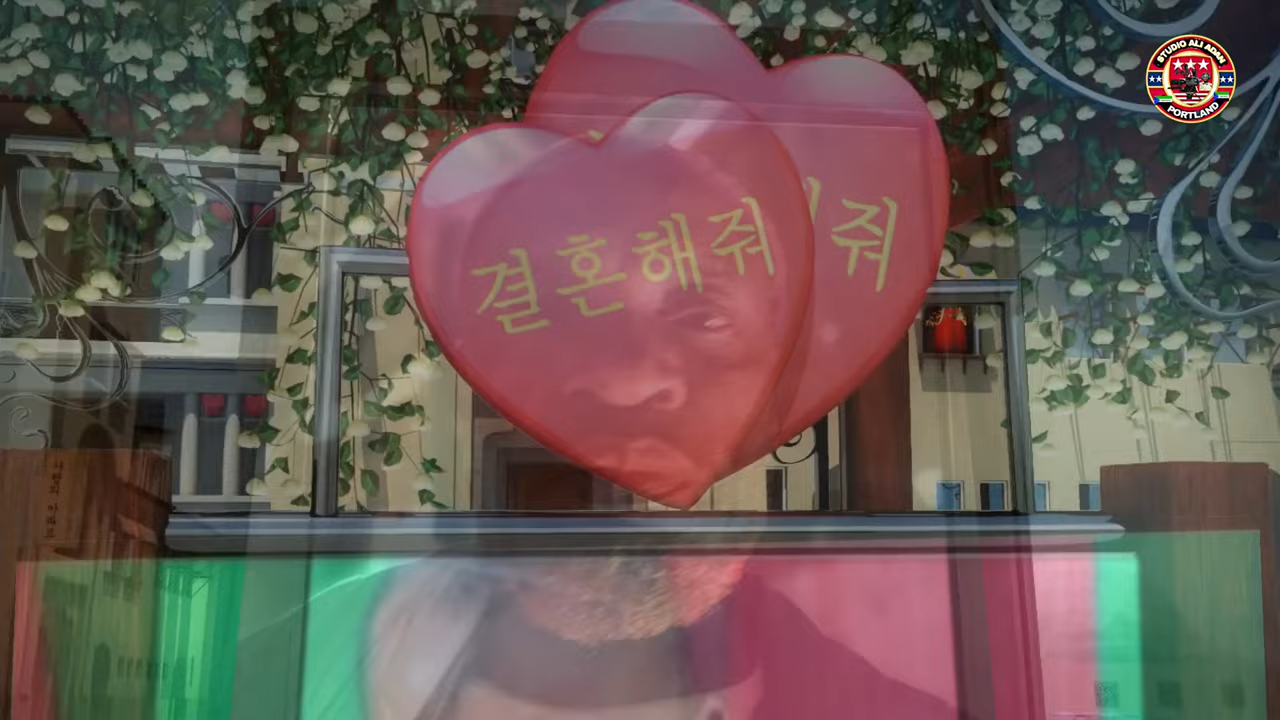 결혼해줘
줘
STUDIO ALI ADAN
PORTLAND